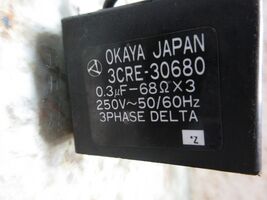 OKAYA JAPAN
3CRE-30680
0.3μF-68Ω×3
250V~50/60Hz
3PHASE DELTA